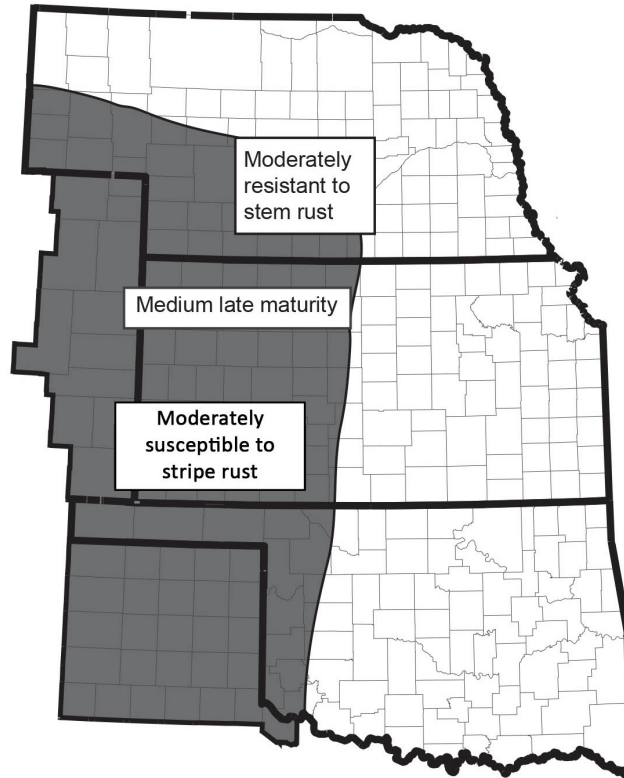 Moderately
resistant to
stem rust
Medium late maturity
Moderately
susceptible to
stripe rust